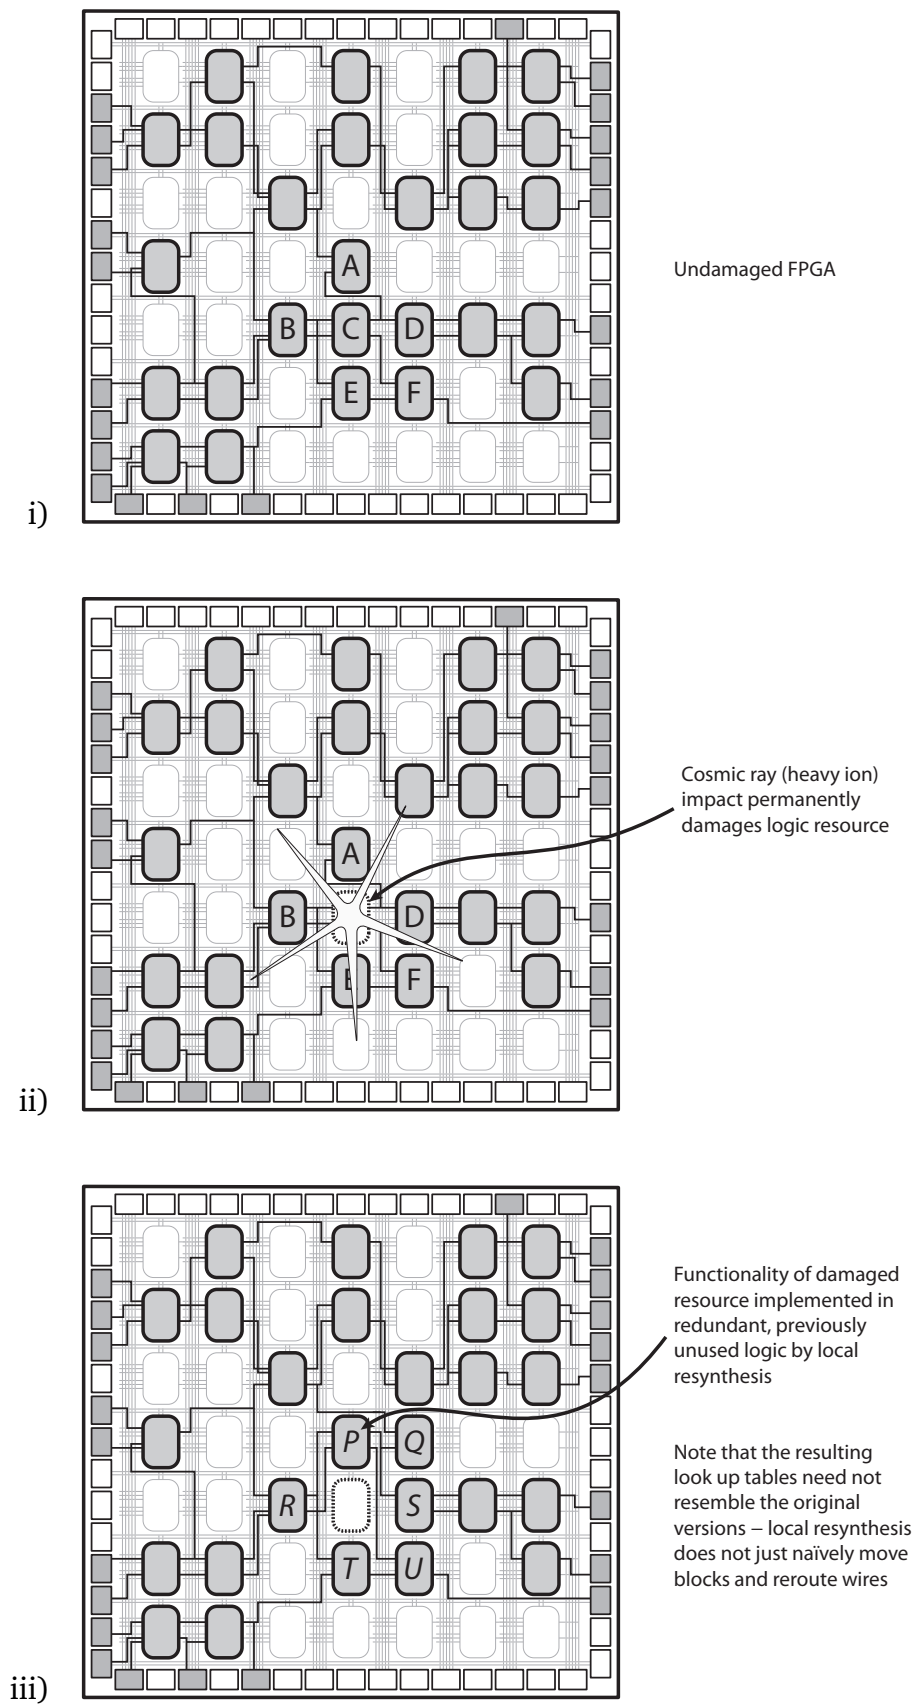 A
Undamaged FPGA
B C D
E F
i)
Cosmic ray (heavy ion)
impact permanently
damages logic resource
A
B D
E F
ii)
Functionality of damaged
resource implemented in
redundant, previously
unused logic by local
resynthesis
P Q
Note that the resulting
look up tables need not
resemble the original
versions – local resynthesis
does not just naïvely move
blocks and reroute wires
R S
T U
iii)